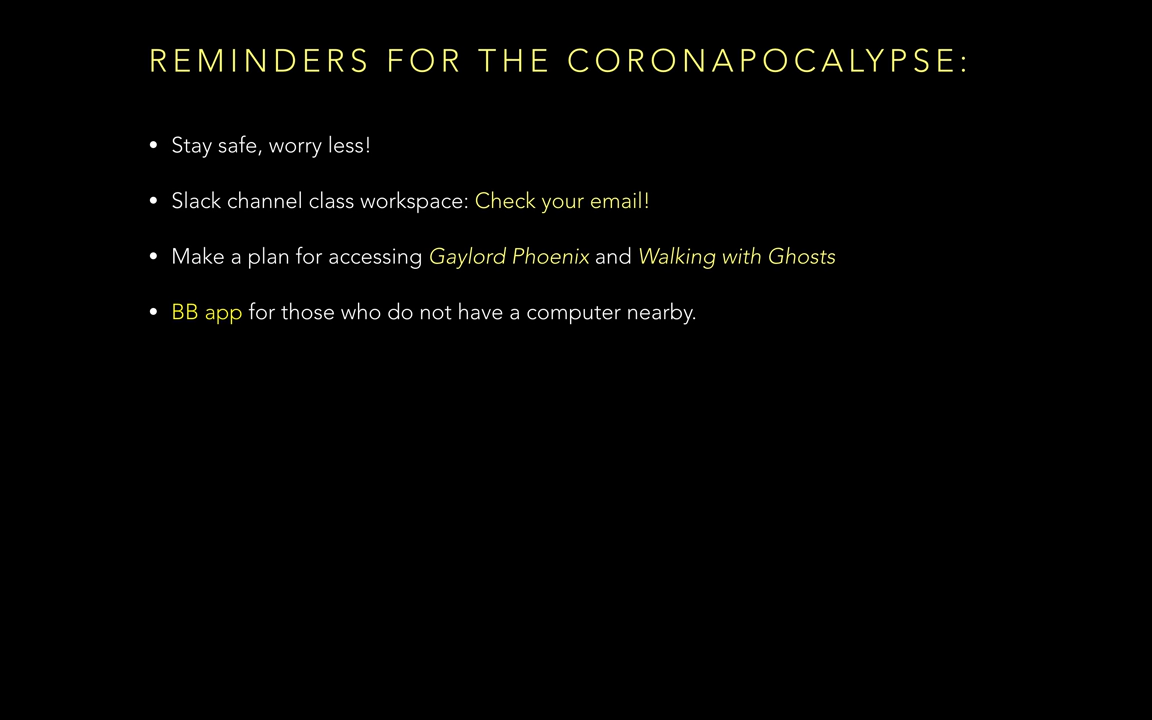 REMINDERS FOR THE CORONAPOCALYPSE:
• Stay safe, worry less!
• Slack channel class workspace: Check your email!
• Make a plan for accessing Gaylord Phoenix and Walking with Ghosts
• BB app for those who do not have a computer nearby.